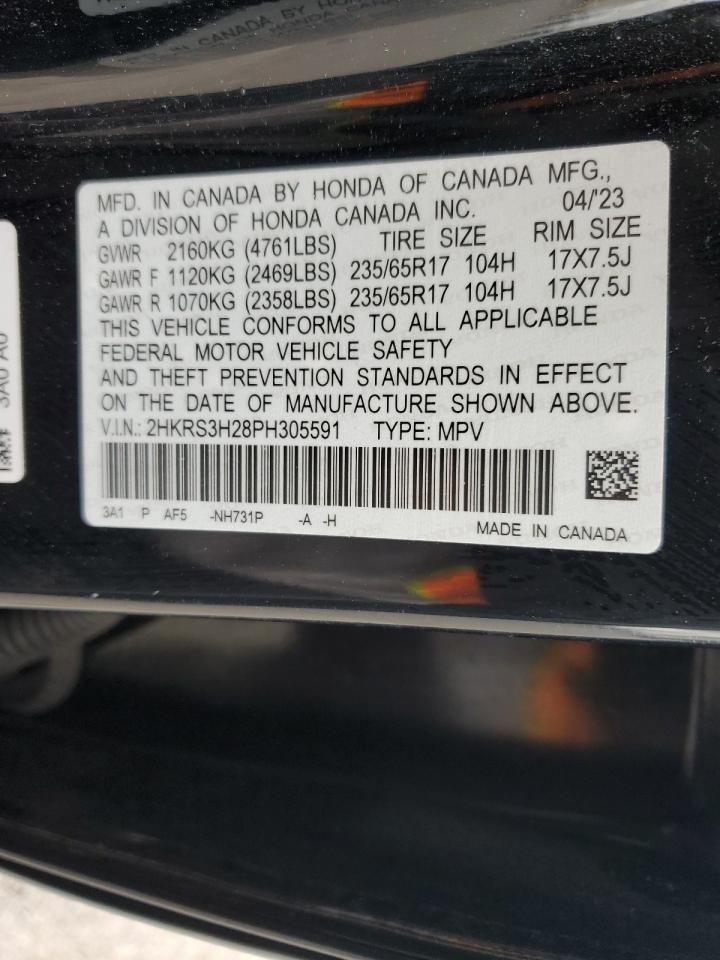 MFD. IN CANADA BY HONDA OF CANADA MFG.,
A DIVISION OF HONDA CANADA INC. 04/'23
GVWR 2160KG (4761LBS) TIRE SIZE RIM SIZE
GAWR F 1120KG (2469LBS) 235/65R17 104H 17X7.5J
GAWR R 1070KG (2358LBS) 235/65R17 104H 17X7.5J
THIS VEHICLE CONFORMS TO ALL APPLICABLE
FEDERAL MOTOR VEHICLE SAFETY
AND THEFT PREVENTION STANDARDS IN EFFECT
ON THE DATE OF MANUFACTURE SHOWN ABOVE.
V.I.N.: 2HKRS3H28PH305591 TYPE: MPV
3A1 P AF5 -NH731P -A -H
MADE IN CANADA
3A0 A0